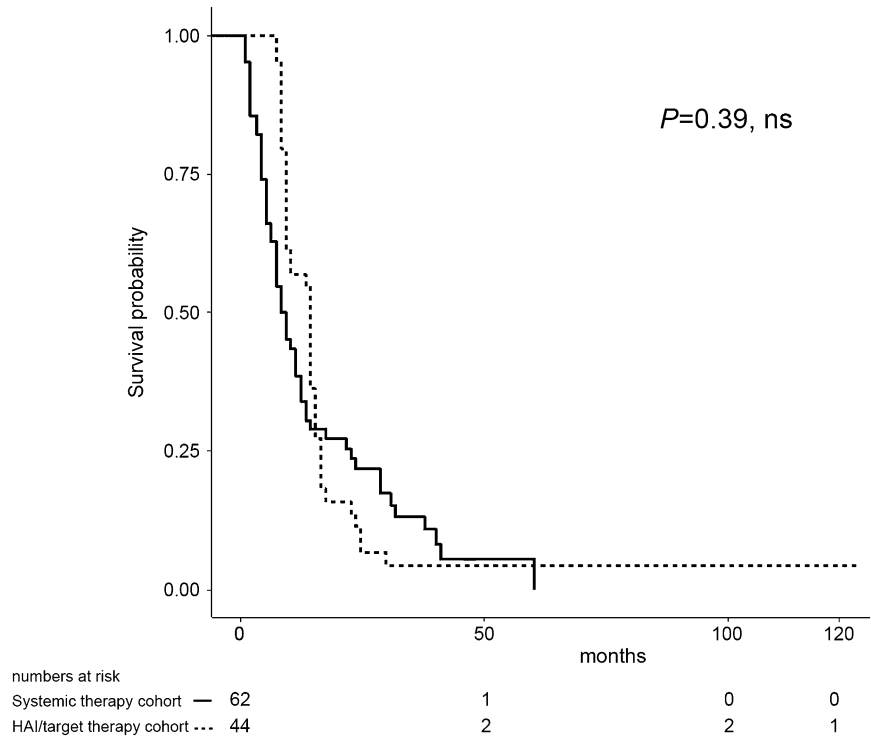 1.00
P=0.39, ns
0.75
Survival probability
0.50
0.25
0.00
0 50 100 120
months
numbers at risk
Systemic therapy cohort 62 1 0 0
HAI/target therapy cohort 44 2 2 1